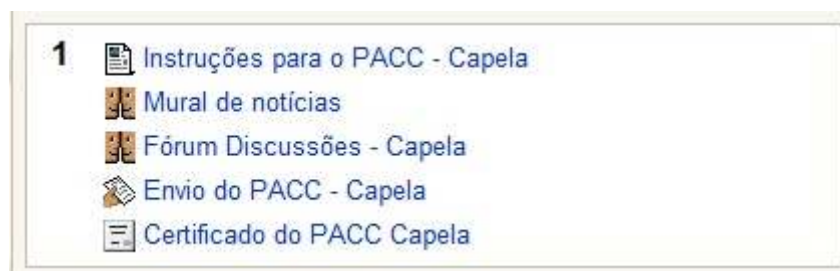 1 Instruções para o PACC - Capela
Mural de notícias
Fórum Discussões - Capela
Envio do PACC - Capela
Certificado do PACC Capela